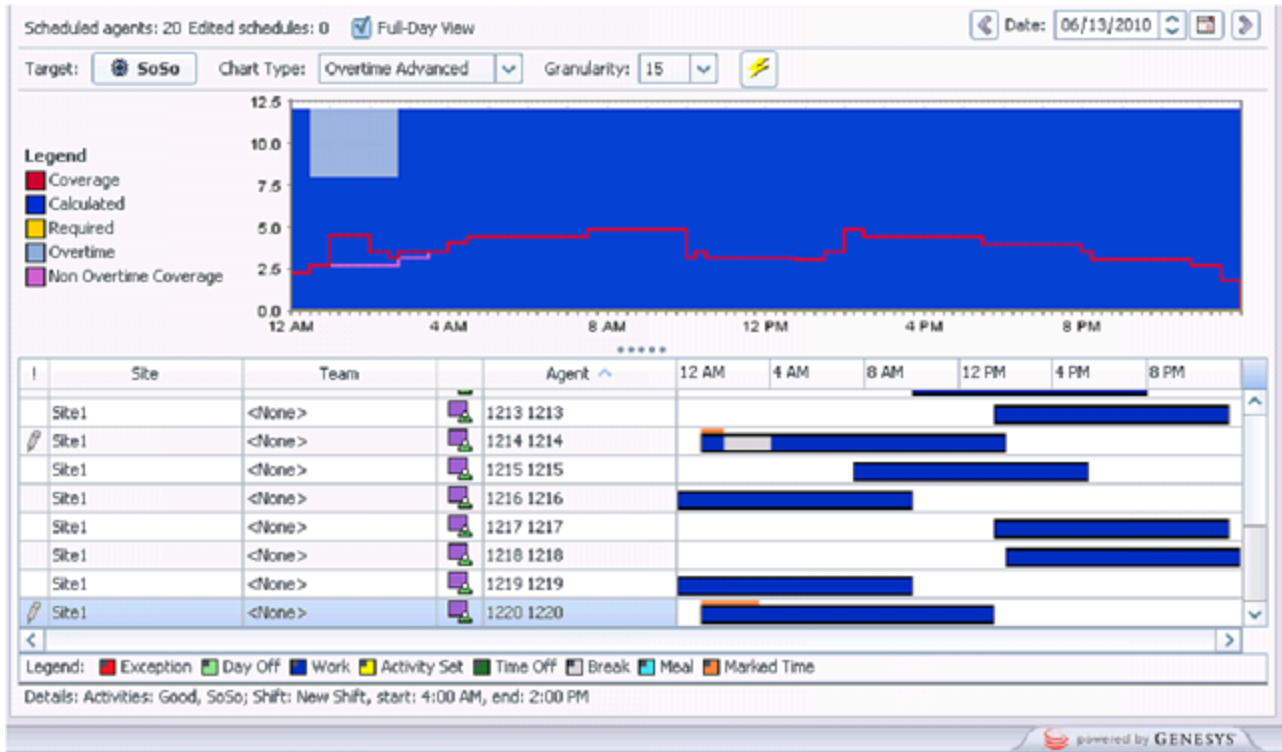 Scheduled agents: 20 Edited schedules: 0 Full-Day View Date: 06/13/2010
Target: SoSo Chart Type: Overtime Advanced Granularity: 15
12.5
10.0
7.5
5.0
2.5
0.0
12 AM 4 AM 8 AM 12 PM 4 PM 8 PM
Legend
Coverage
Calculated
Required
Overtime
Non Overtime Coverage
! Site Team Agent 12 AM 4 AM 8 AM 12 PM 4 PM 8 PM
Site1 <None> 1213 1213
Site1 <None> 1214 1214
Site1 <None> 1215 1215
Site1 <None> 1216 1216
Site1 <None> 1217 1217
Site1 <None> 1218 1218
Site1 <None> 1219 1219
Site1 <None> 1220 1220
Legend: Exception Day Off Work Activity Set Time Off Break Meal Marked Time
Details: Activities: Good, SoSo; Shift: New Shift, start: 4:00 AM, end: 2:00 PM
powered by GENESYS